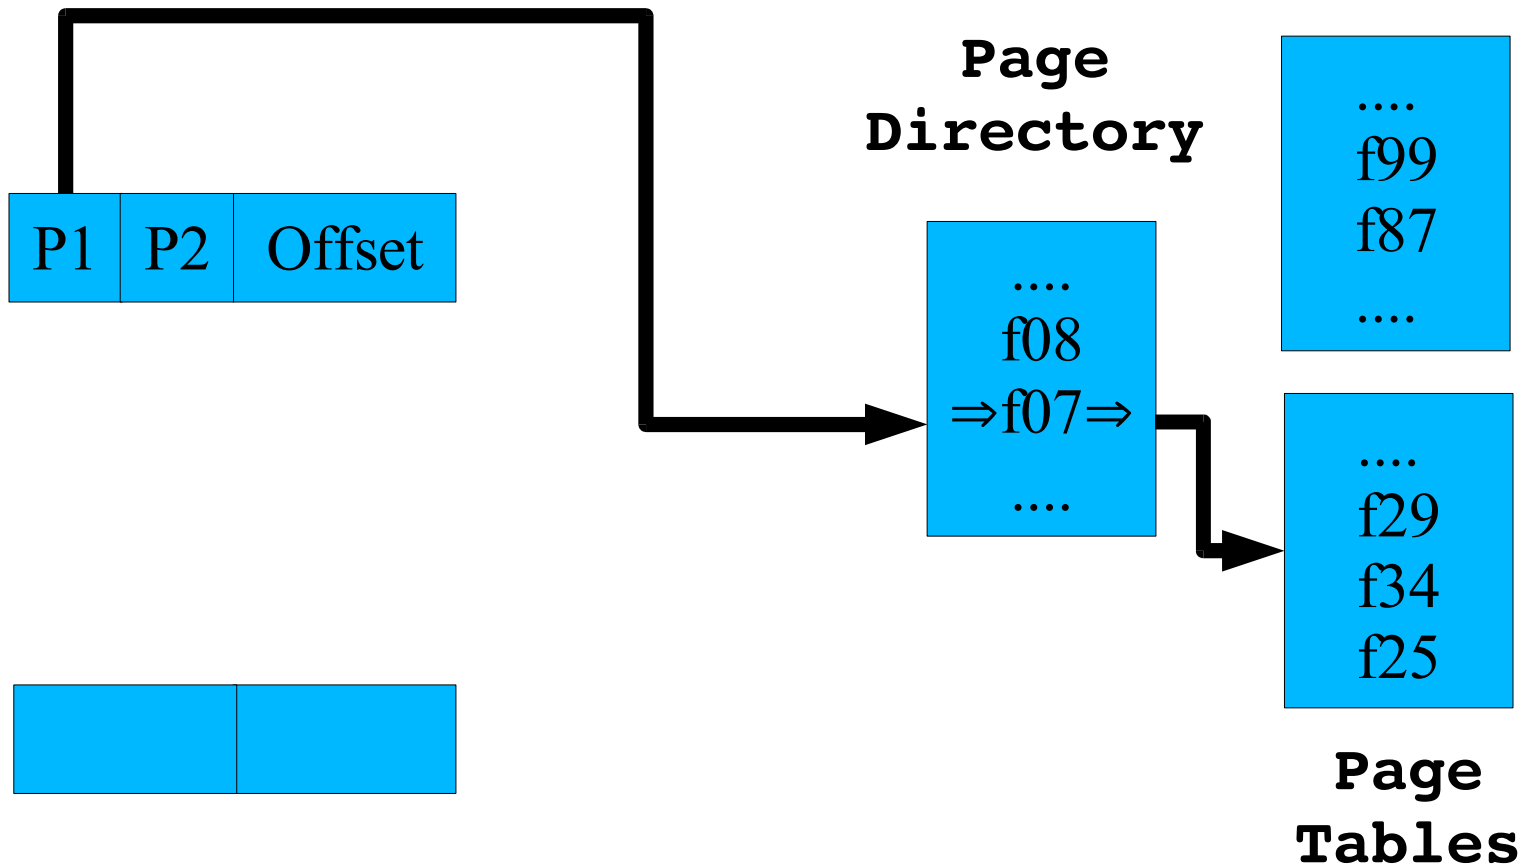 Page
Directory
P1 P2 Offset
....
f08
⇒f07⇒
....
....
f99
f87
....
....
f29
f34
f25
Page
Tables